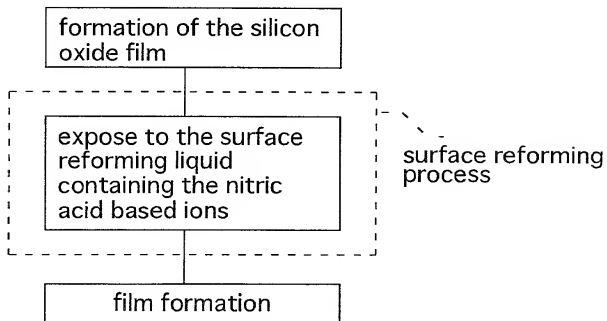 formation of the silicon
oxide film
expose to the surface
reforming liquid
containing the nitric
acid based ions
surface reforming
process
film formation